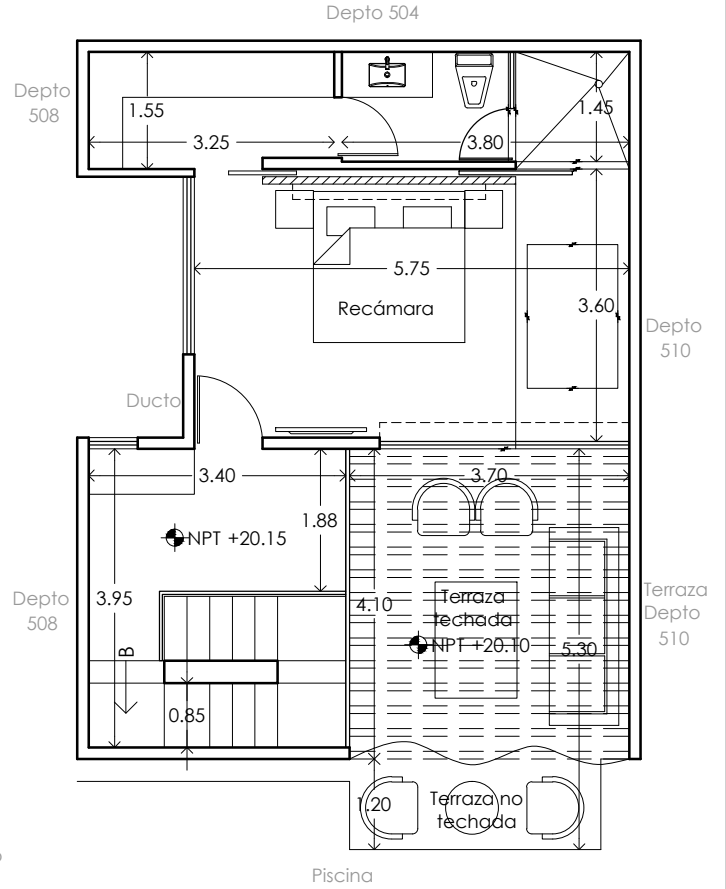 Depto 504
Depto
508
1.55
3.25
3.80
1.45
5.75
3.60
Recámara
Depto
510
Ducto
3.40
3.70
1.88
NPT +20.15
Depto
508
3.95
4.10
Terraza
techada
NPT +20.10
5.30
Terraza
Depto
510
B
0.85
1.20
Terraza no
techada
Piscina